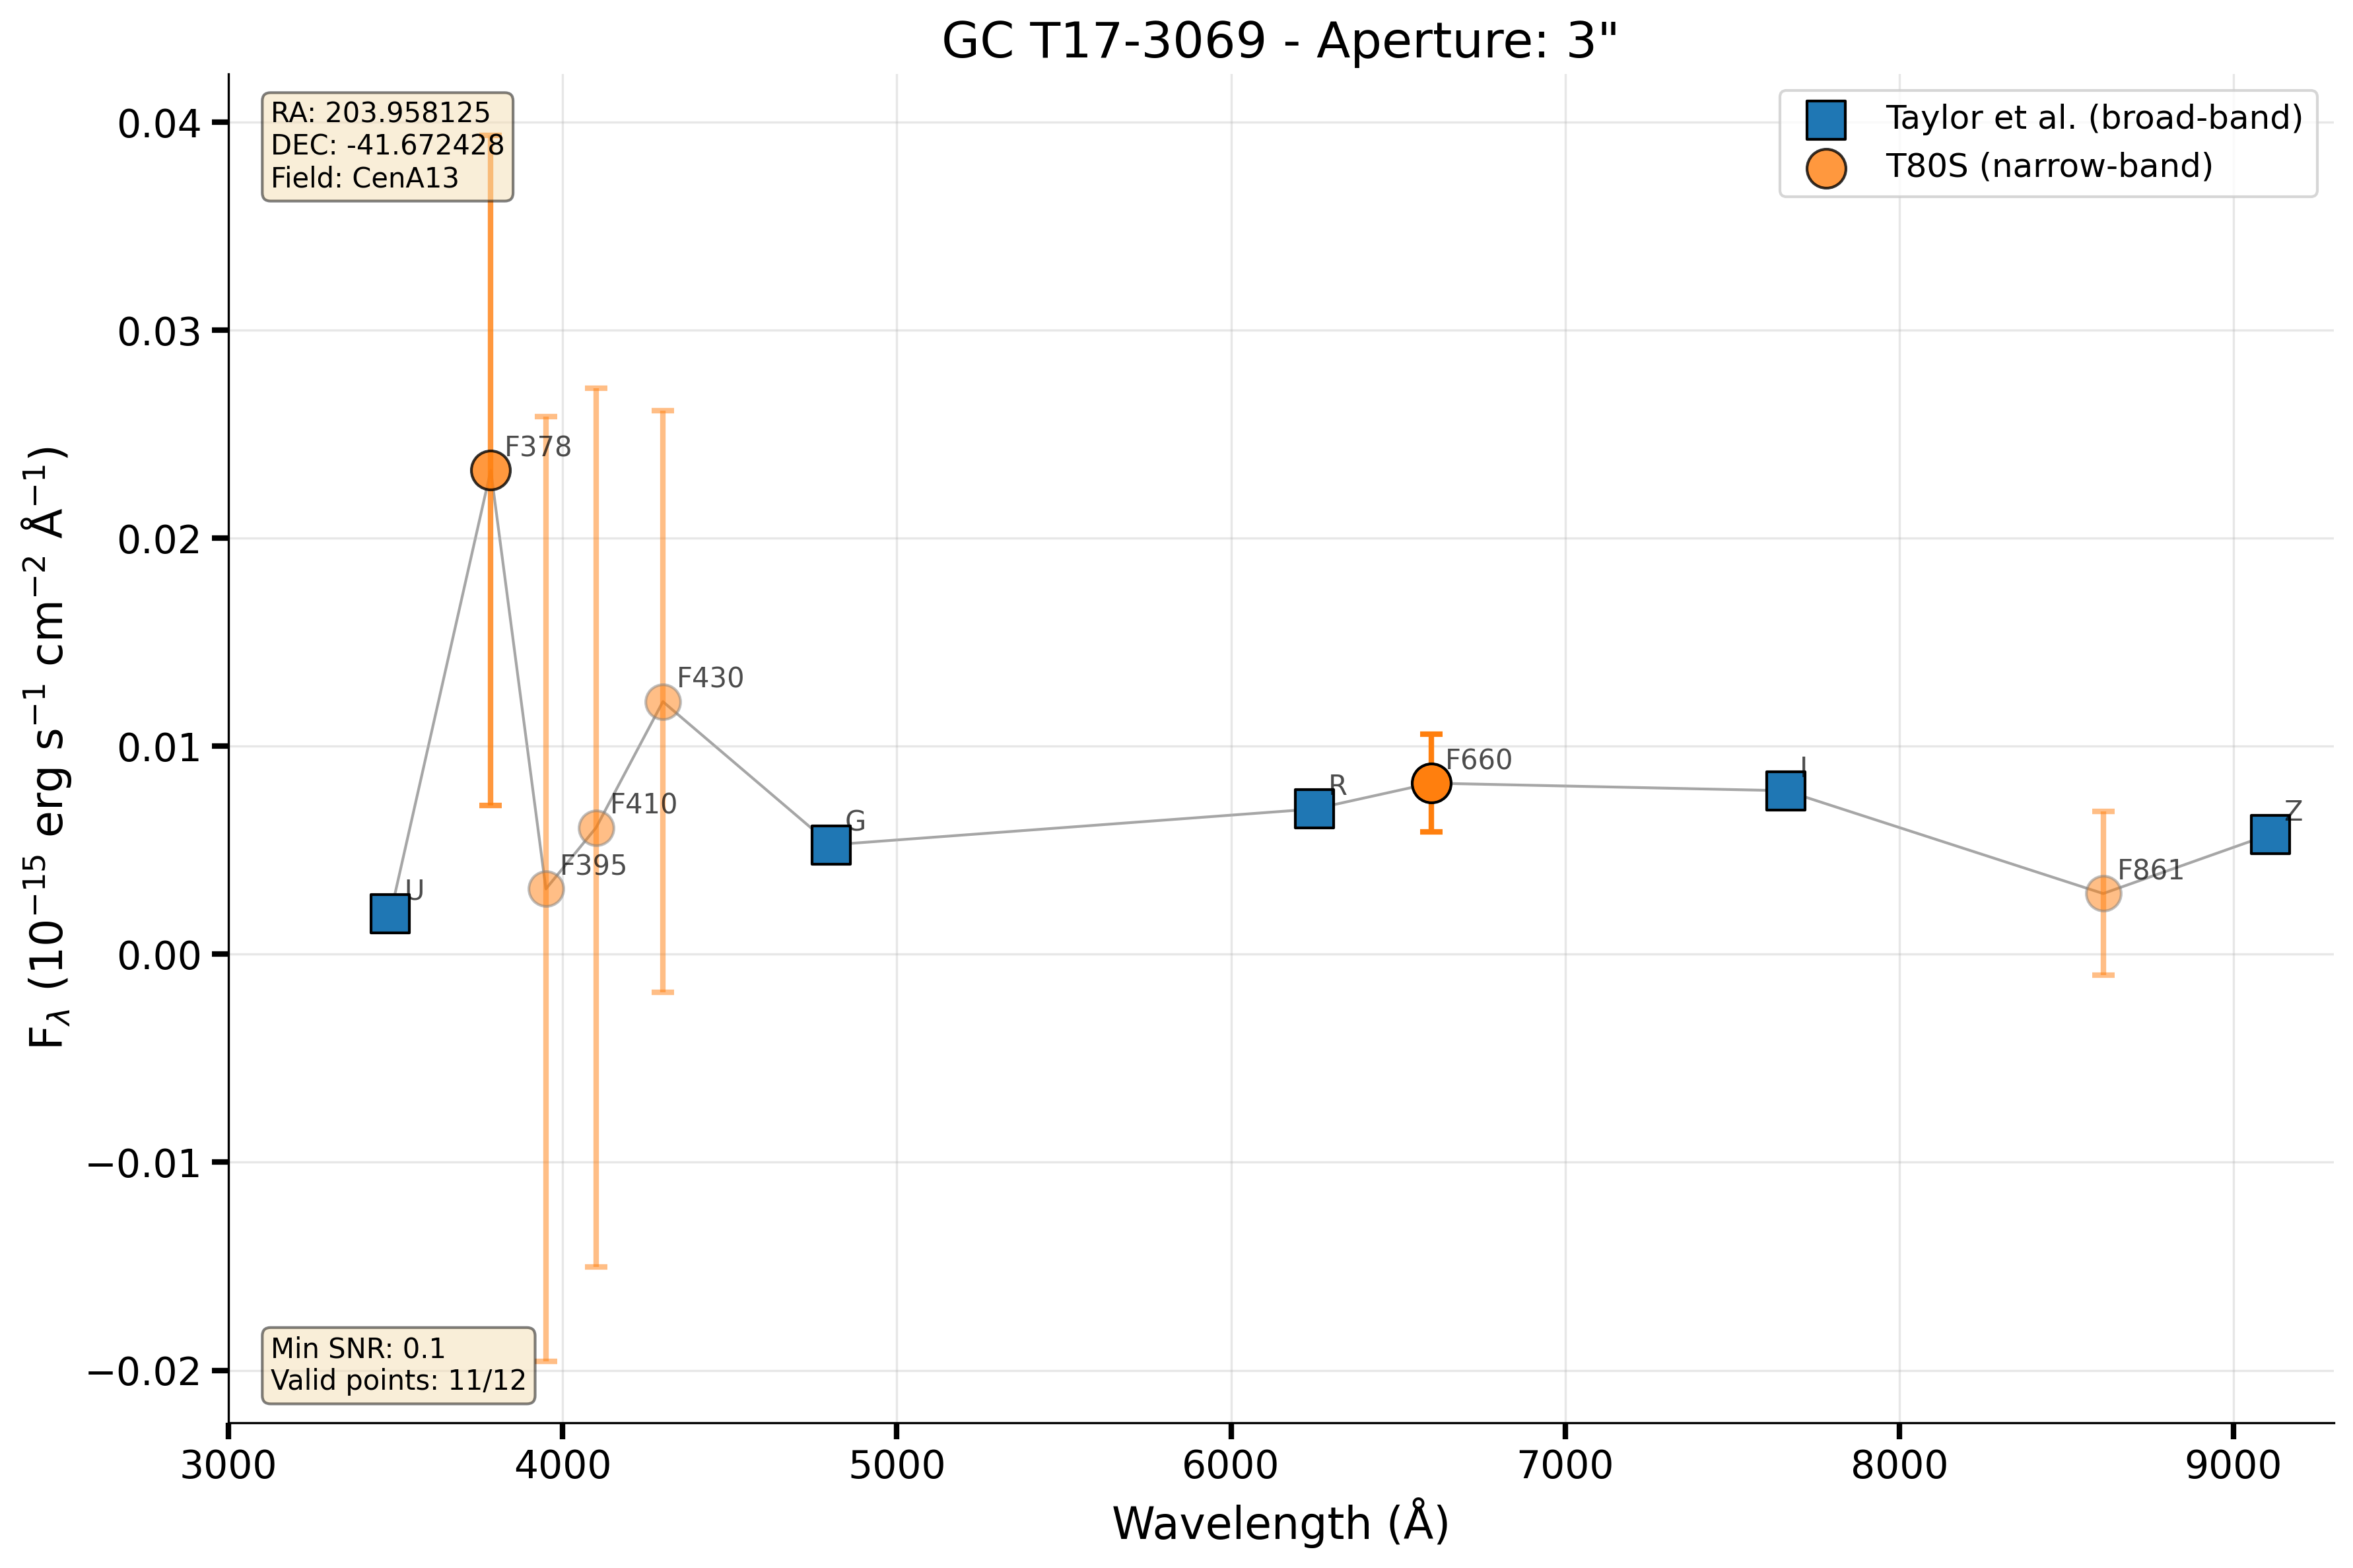 GC T17-3069 - Aperture: 3"
RA: 203.958125
DEC: -41.672428
Field: CenA13
Taylor et al. (broad-band)
T80S (narrow-band)
0.04
0.03
0.02
0.01
0.00
−0.01
−0.02
F_λ (10⁻¹⁵ erg s⁻¹ cm⁻² Å⁻¹)
U
F378
F395
F410
F430
G
R
F660
I
F861
Z
Min SNR: 0.1
Valid points: 11/12
3000 4000 5000 6000 7000 8000 9000
Wavelength (Å)